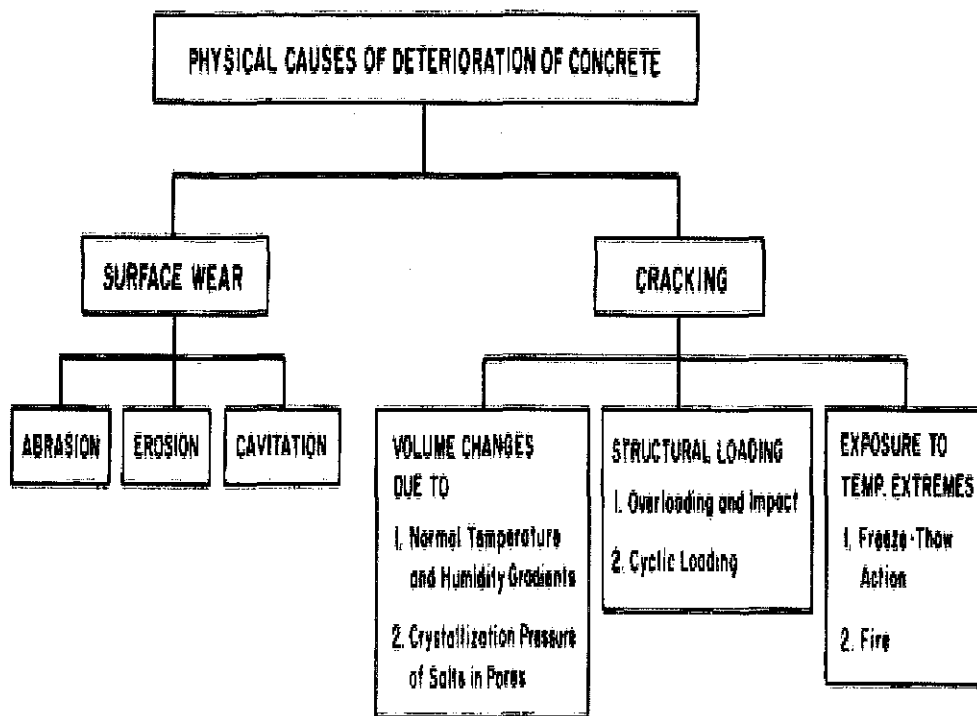 PHYSICAL CAUSES OF DETERIORATION OF CONCRETE
SURFACE WEAR
CRACKING
ABRASION
EROSION
CAVITATION
VOLUME CHANGES
DUE TO
1. Normal Temperature
and Humidity Gradients
2. Crystallization Pressure
of Salts in Pores
STRUCTURAL LOADING
1. Overloading and Impact
2. Cyclic Loading
EXPOSURE TO
TEMP. EXTREMES
1. Freeze-Thaw
Action
2. Fire